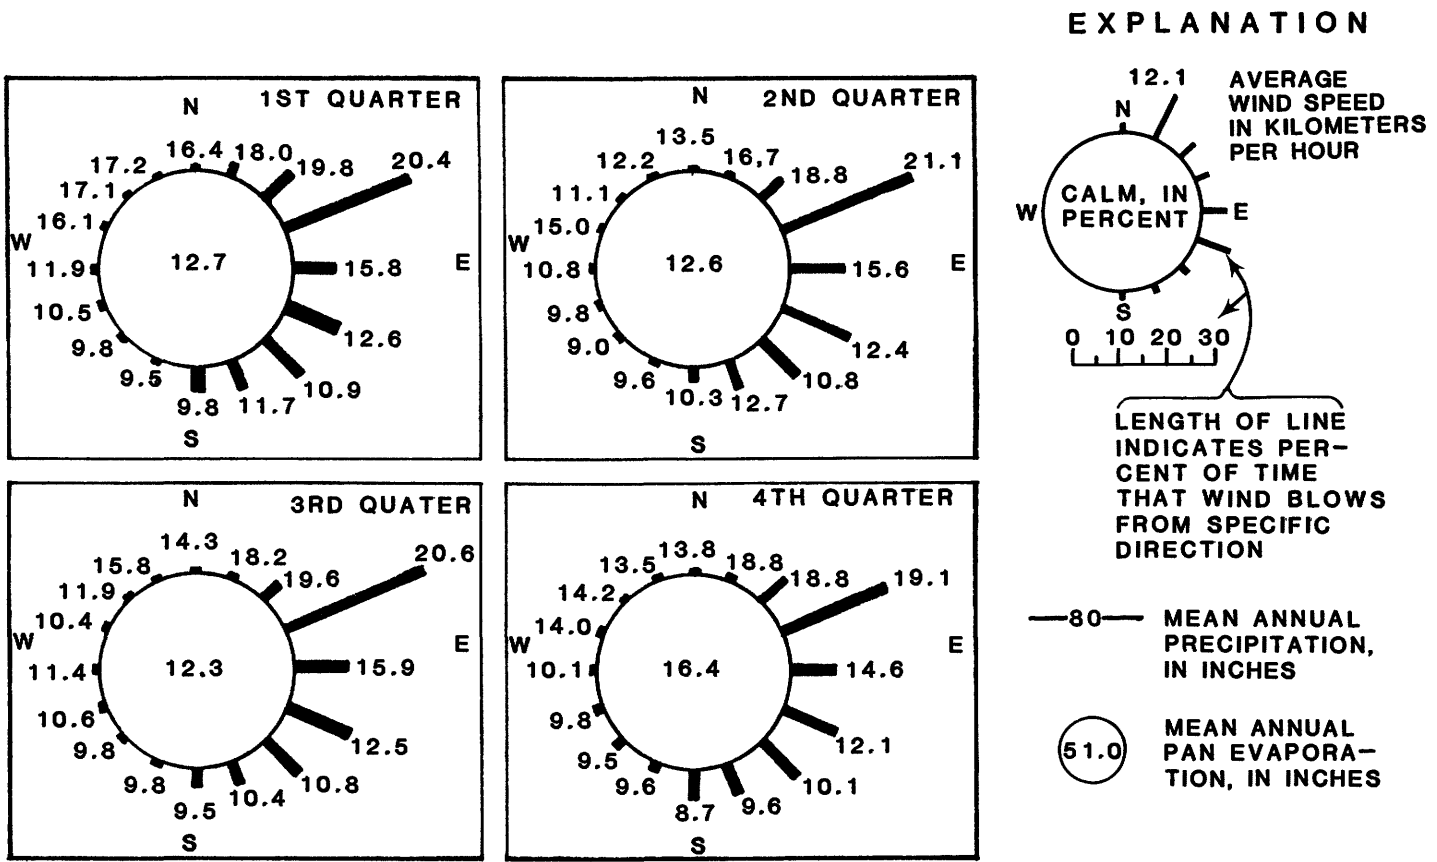 EXPLANATION
1ST QUARTER
N
16.4
18.0
19.8
20.4
17.2
17.1
16.1
W
11.9
12.7
15.8
E
10.5
9.8
9.5
9.8
11.7
10.9
12.6
S
2ND QUARTER
N
13.5
16,7
18.8
21.1
12.2
11.1
15.0
W
10.8
12.6
15.6
E
9.8
9.0
9.6
10.3
12.7
10.8
12.4
S
3RD QUATER
N
14.3
18.2
19.6
20.6
15.8
11.9
10.4
W
11.4
12.3
15.9
E
10.6
9.8
9.8
9.5
10.4
10.8
12.5
S
4TH QUARTER
N
13.8
18.8
18.8
19.1
13.5
14.2
14.0
W
10.1
16.4
14.6
E
9.8
9.5
9.6
8.7
9.6
10.1
12.1
S
12.1
AVERAGE
WIND SPEED
IN KILOMETERS
PER HOUR
N
CALM, IN
PERCENT
W
E
S
0 10 20 30
LENGTH OF LINE
INDICATES PER-
CENT OF TIME
THAT WIND BLOWS
FROM SPECIFIC
DIRECTION
80
MEAN ANNUAL
PRECIPITATION,
IN INCHES
51.0
MEAN ANNUAL
PAN EVAPORA-
TION, IN INCHES